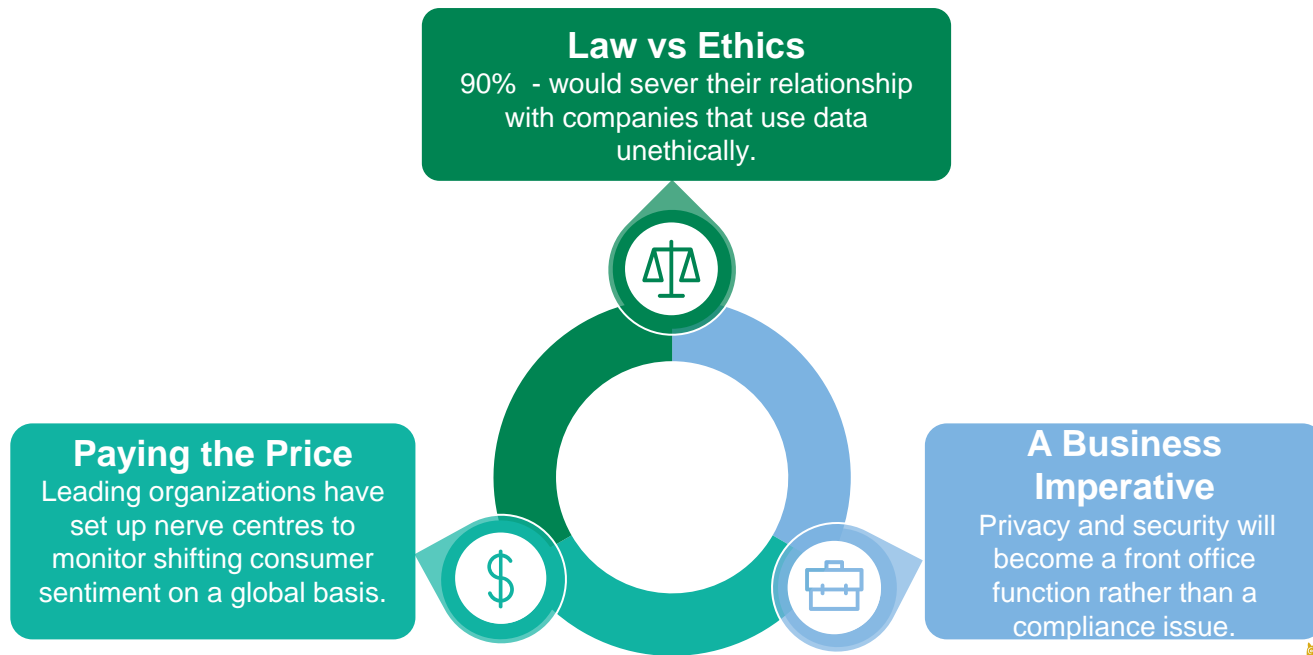 Law vs Ethics
90%  - would sever their relationship
with companies that use data
unethically.
Paying the Price
Leading organizations have
set up nerve centres to
monitor shifting consumer
sentiment on a global basis.
$
A Business
Imperative
Privacy and security will
become a front office
function rather than a
compliance issue.